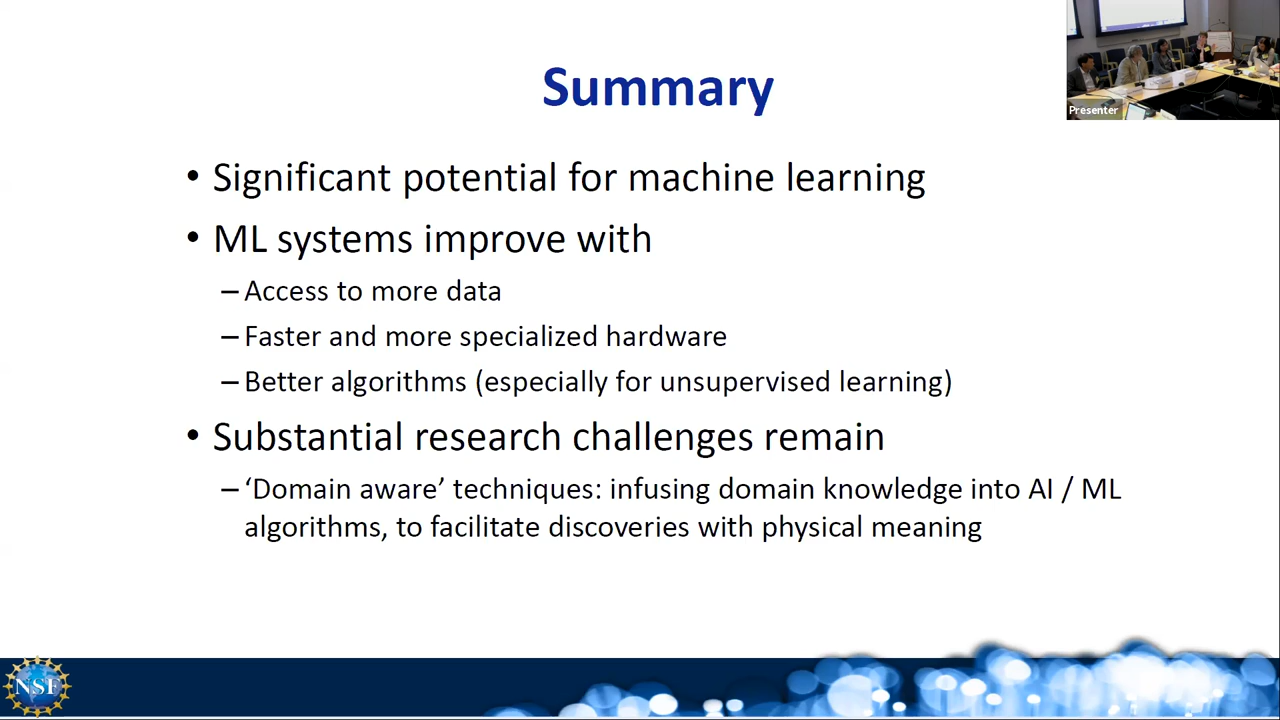 Summary
Presenter
• Significant potential for machine learning
• ML systems improve with
– Access to more data
– Faster and more specialized hardware
– Better algorithms (especially for unsupervised learning)
• Substantial research challenges remain
– ‘Domain aware’ techniques: infusing domain knowledge into AI / ML
algorithms, to facilitate discoveries with physical meaning
NSF